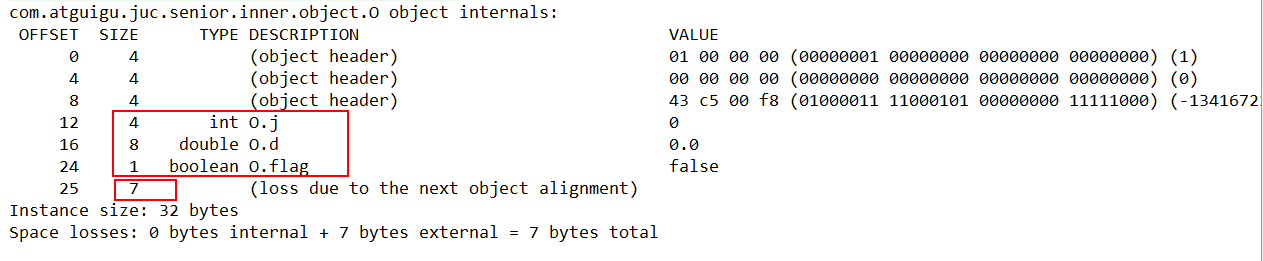 com.atguigu.juc.senior.inner.object.O object internals:
OFFSET SIZE TYPE DESCRIPTION VALUE
0 4 (object header) 01 00 00 00 (00000001 00000000 00000000 00000000) (1)
4 4 (object header) 00 00 00 00 (00000000 00000000 00000000 00000000) (0)
8 4 (object header) 43 c5 00 f8 (01000011 11000101 00000000 11111000) (-1341672
12 4 int O.j 0
16 8 double O.d 0.0
24 1 boolean O.flag false
25 7 (loss due to the next object alignment)
Instance size: 32 bytes
Space losses: 0 bytes internal + 7 bytes external = 7 bytes total